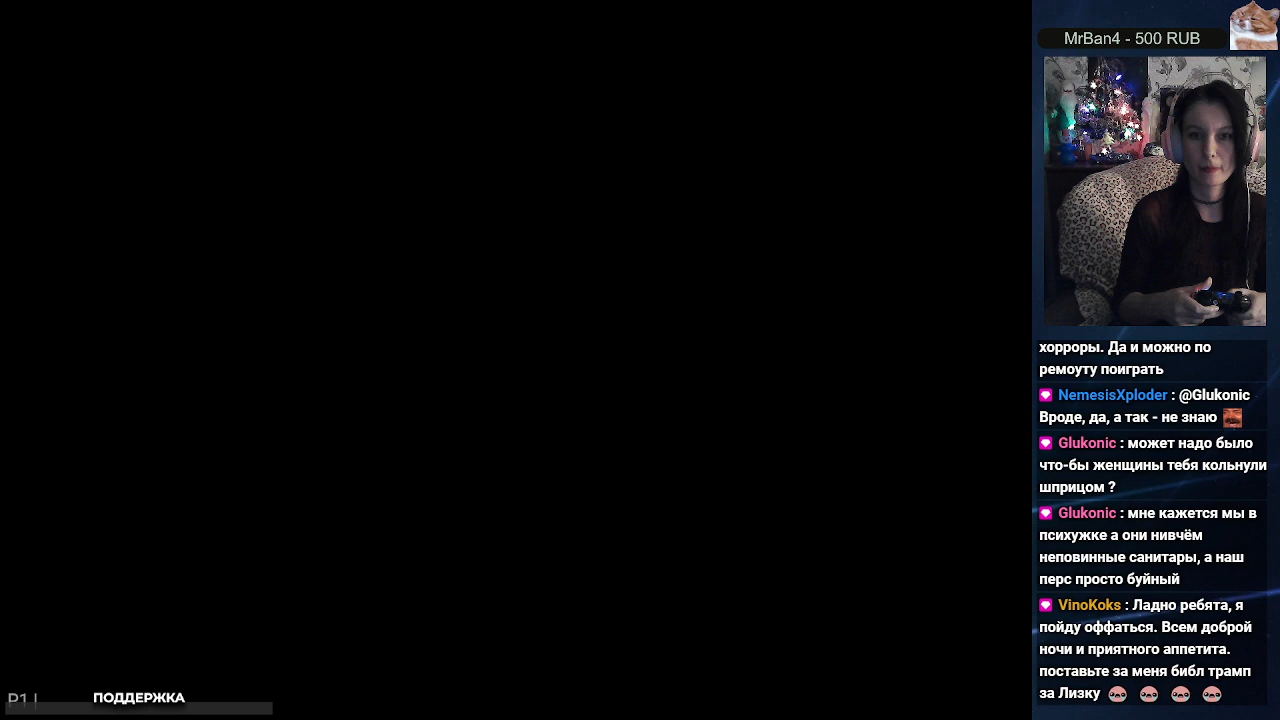 MrBan4 - 500 RUB
хорроры. Да и можно по
ремоуту поиграть
NemesisXploder : @Glukonic
Вроде, да, а так - не знаю
Glukonic : может надо было
что-бы женщины тебя кольнули
шприцом ?
Glukonic : мне кажется мы в
психужке а они нивчём
неповинные санитары, а наш
перс просто буйный
VinoKoks : Ладно ребята, я
пойду оффаться. Всем доброй
ночи и приятного аппетита.
поставьте за меня библ трамп
за Лизку
ПОДДЕРЖКА